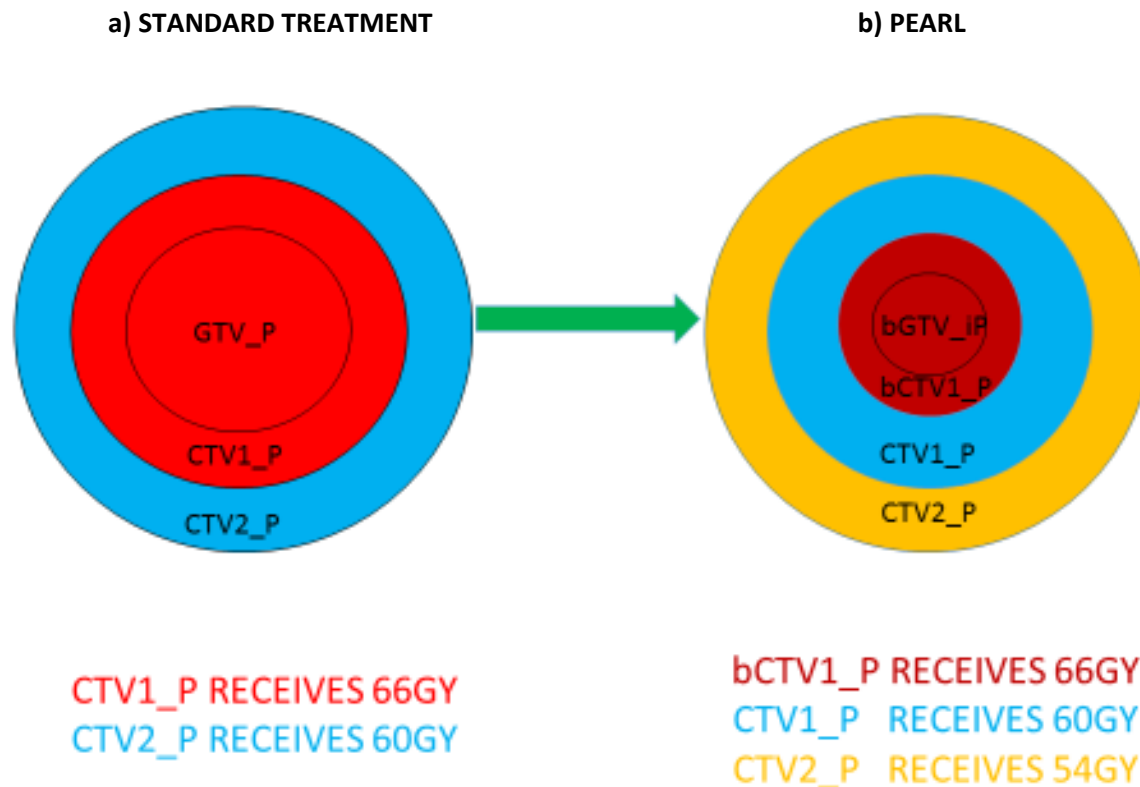 a) STANDARD TREATMENT
b) PEARL
GTV_P
CTV1_P
CTV2_P
bGTV_iP
bCTV1_P
CTV1_P
CTV2_P
CTV1_P RECEIVES 66GY
CTV2_P RECEIVES 60GY
bCTV1_P RECEIVES 66GY
CTV1_P RECEIVES 60GY
CTV2_P RECEIVES 54GY